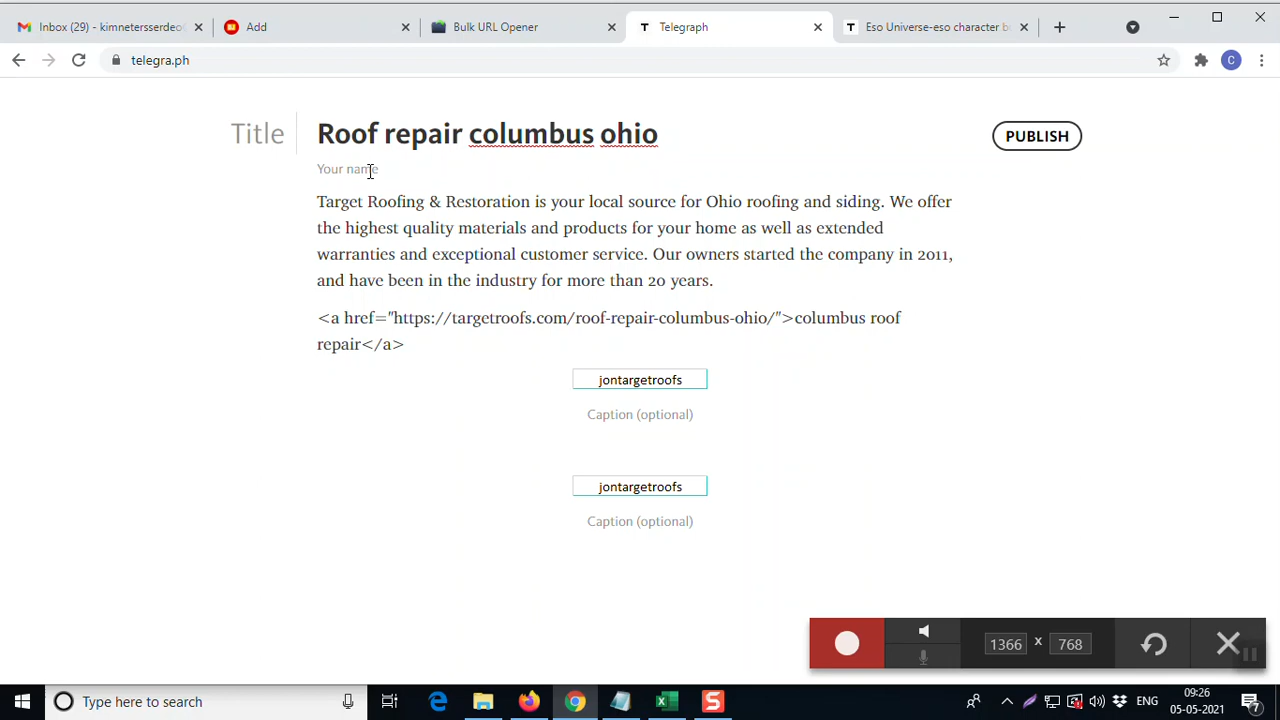 Inbox (29) - kimnetersserdeo
Add
Bulk URL Opener
Telegraph
Eso Universe-eso character b
telegra.ph
C
Title
Roof repair columbus ohio
PUBLISH
Your name
Target Roofing & Restoration is your local source for Ohio roofing and siding. We offer
the highest quality materials and products for your home as well as extended
warranties and exceptional customer service. Our owners started the company in 2011,
and have been in the industry for more than 20 years.
<a href="https://targetroofs.com/roof-repair-columbus-ohio/">columbus roof
repair</a>
jontargetroofs
Caption (optional)
jontargetroofs
Caption (optional)
1366 x 768
Type here to search
ENG
09:26
05-05-2021
7